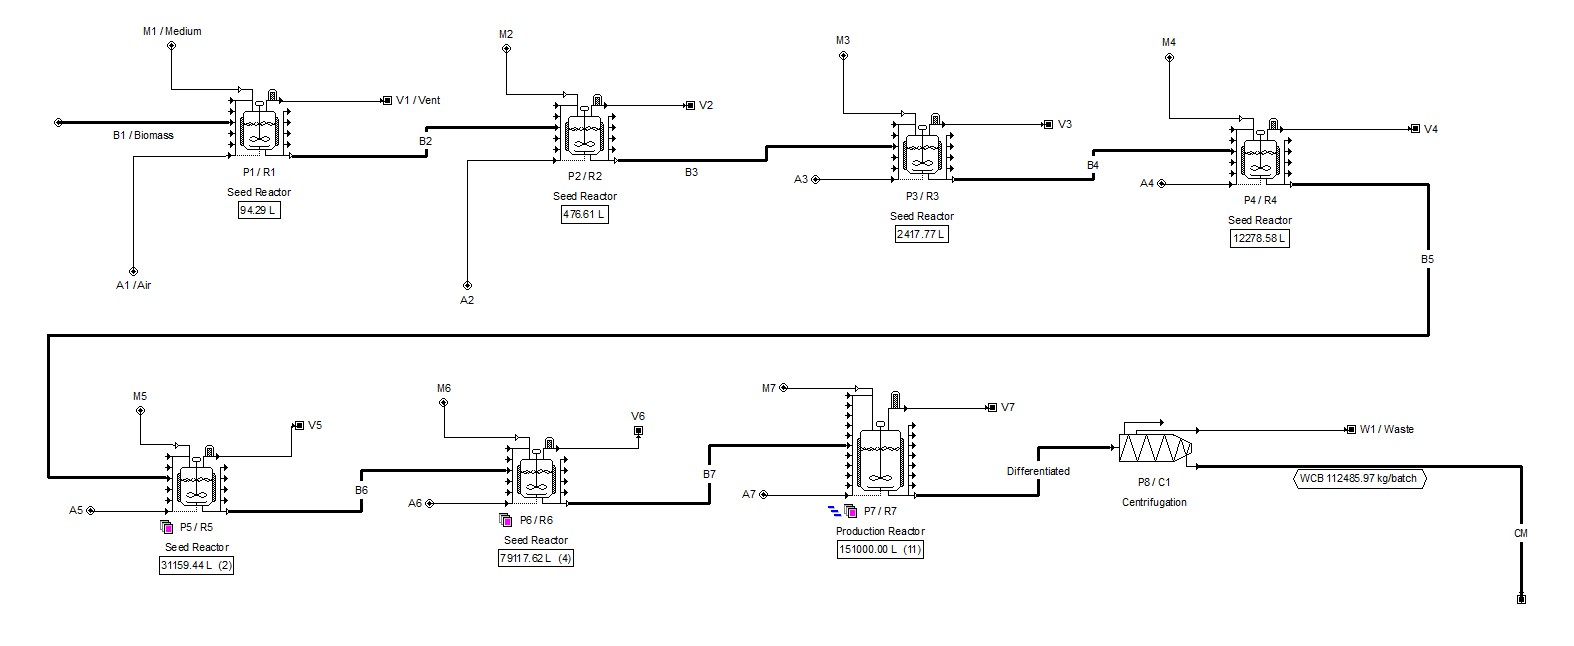 M1 / Medium
M2
M3
M4
V1 / Vent
V2
V3
V4
B1 / Biomass
B2
B3
B4
B5
A3
A4
P1 / R1
Seed Reactor
94.29 L
P2 / R2
Seed Reactor
476.61 L
P3 / R3
Seed Reactor
2417.77 L
P4 / R4
Seed Reactor
12278.58 L
A1 / Air
A2
M5
M6
M7
V5
V6
V7
W1 / Waste
B6
B7
Differentiated
A5
A6
A7
WCB 112485.97 kg/batch
CM
P5 / R5
Seed Reactor
31159.44 L (2)
P6 / R6
Seed Reactor
79117.62 L (4)
P7 / R7
Production Reactor
151000.00 L (11)
P8 / C1
Centrifugation